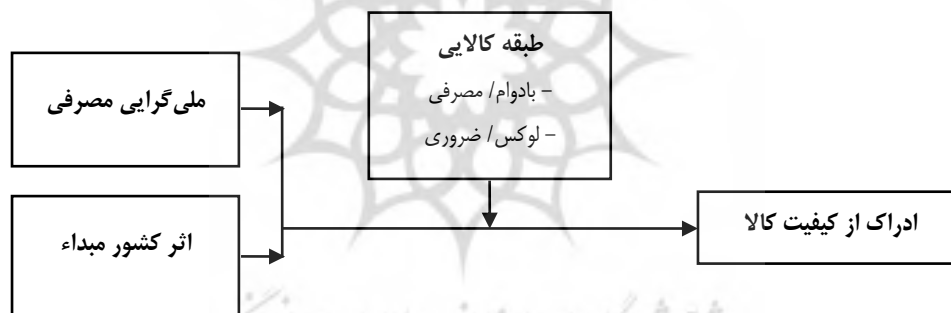 طبقه کالایی
– بادوام/ مصرفی
– لوکس/ ضروری
ملی‌گرایی مصرفی
اثر کشور مبداء
ادراک از کیفیت کالا